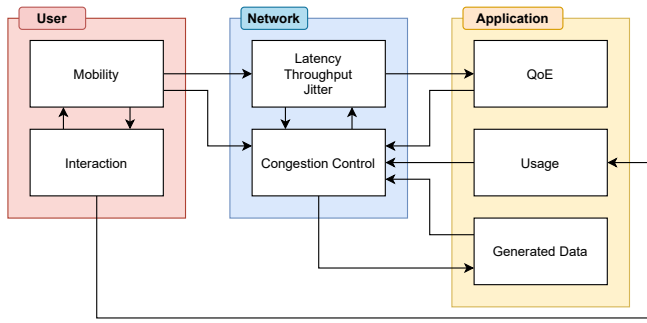 User
Network
Application
Mobility
Latency
Throughput
Jitter
QoE
Interaction
Congestion Control
Usage
Generated Data